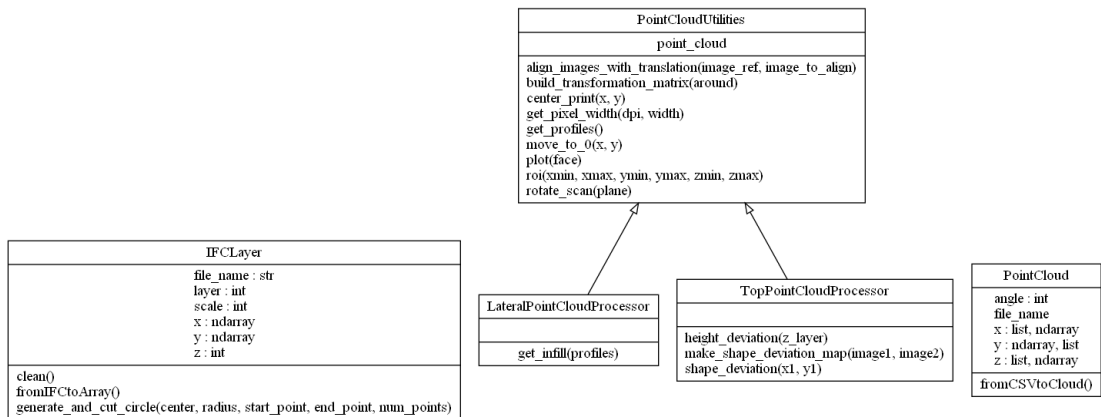 PointCloudUtilities
point_cloud
align_images_with_translation(image_ref, image_to_align)
build_transformation_matrix(around)
center_print(x, y)
get_pixel_width(dpi, width)
get_profiles()
move_to_0(x, y)
plot(face)
roi(xmin, xmax, ymin, ymax, zmin, zmax)
rotate_scan(plane)
IFCLayer
file_name : str
layer : int
scale : int
x : ndarray
y : ndarray
z : int
clean()
fromIFCtoArray()
generate_and_cut_circle(center, radius, start_point, end_point, num_points)
LateralPointCloudProcessor
get_infill(profiles)
TopPointCloudProcessor
height_deviation(z_layer)
make_shape_deviation_map(image1, image2)
shape_deviation(x1, y1)
PointCloud
angle : int
file_name
x : list, ndarray
y : ndarray, list
z : list, ndarray
fromCSVtoCloud()